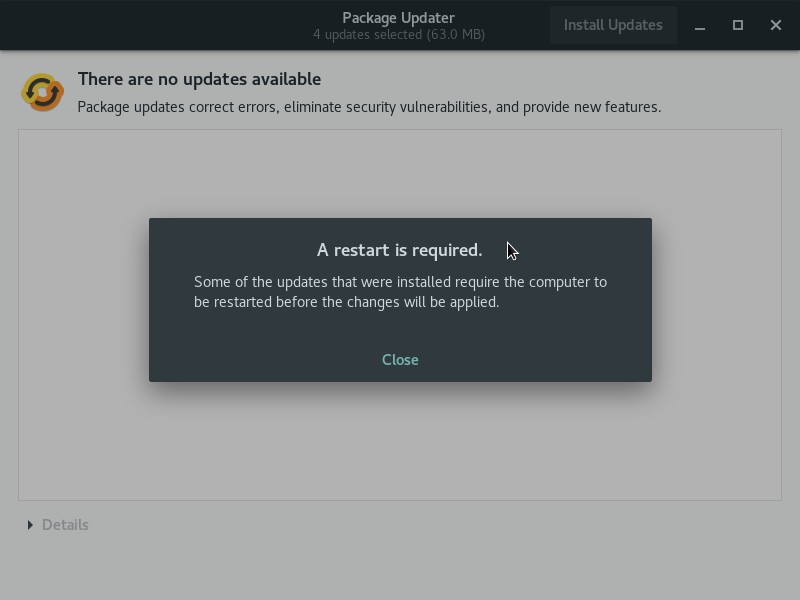 Package Updater
4 updates selected (63.0 MB)
Install Updates
There are no updates available
Package updates correct errors, eliminate security vulnerabilities, and provide new features.
A restart is required.
Some of the updates that were installed require the computer to
be restarted before the changes will be applied.
Close
Details